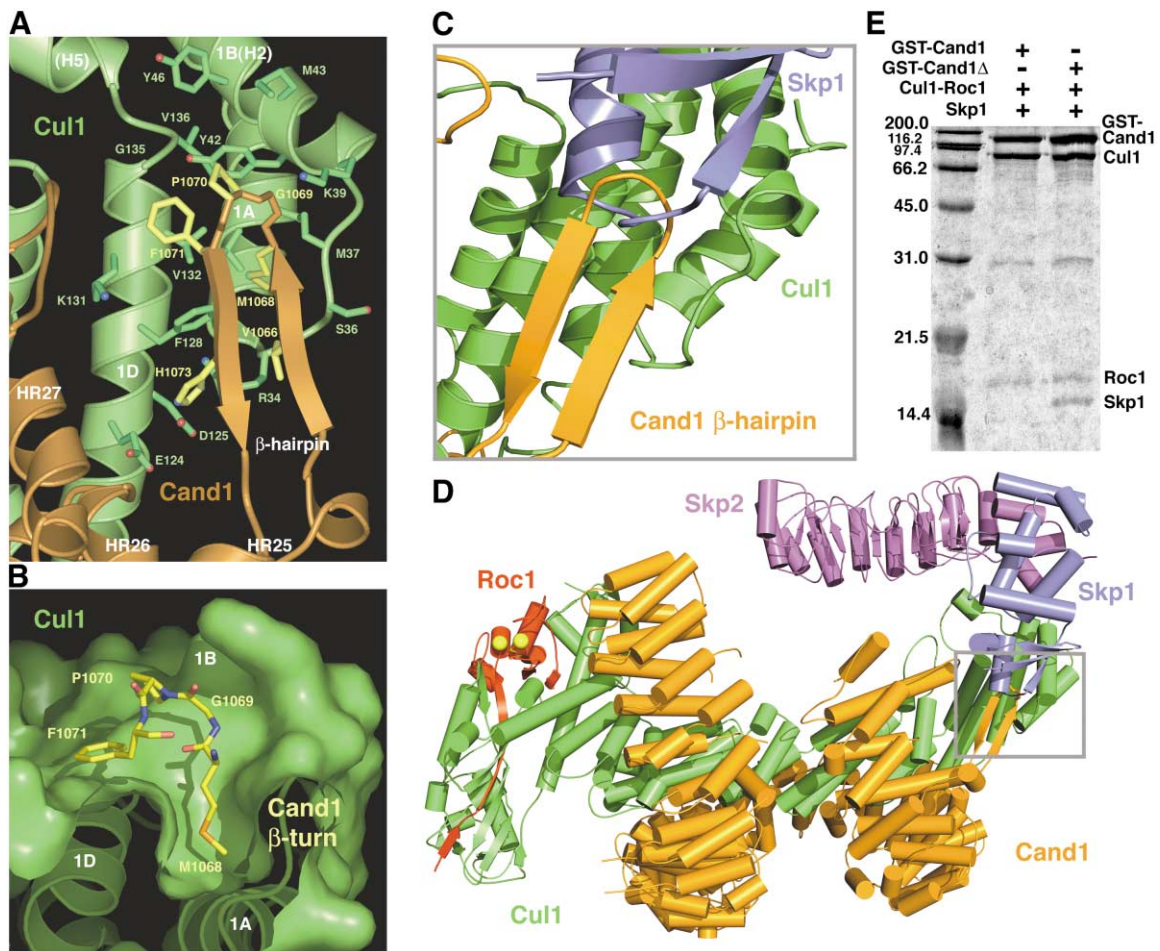 A
(H5)
1B(H2)
Y46
M43
Cul1
V136
Y42
G135
P1070
G1069
K39
1A
F1071
M37
V132
K131
M1068
S36
V1066
F128
1D
H1073
HR27
R34
D125
β-hairpin
E124
Cand1
HR26
HR25
B
Cul1
1B
P1070
G1069
F1071
Cand1
β-turn
1D
M1068
1A
C
Skp1
Cul1
Cand1 β-hairpin
D
Skp2
Roc1
Skp1
Cand1
Cul1
E
GST-Cand1 + -
GST-Cand1Δ - +
Cul1-Roc1 + +
Skp1 + +
200.0
116.2
97.4
66.2
45.0
31.0
21.5
14.4
GST-
Cand1
Cul1
Roc1
Skp1